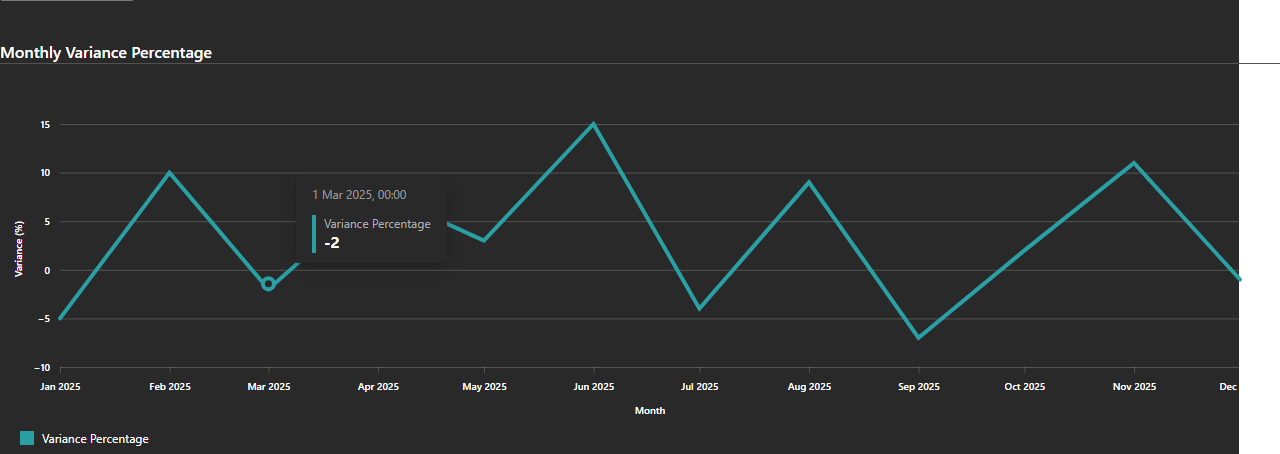 Monthly Variance Percentage
15
10
5
0
−5
−10
Variance (%)
1 Mar 2025, 00:00
Variance Percentage
-2
Jan 2025 Feb 2025 Mar 2025 Apr 2025 May 2025 Jun 2025 Jul 2025 Aug 2025 Sep 2025 Oct 2025 Nov 2025 Dec
Month
Variance Percentage